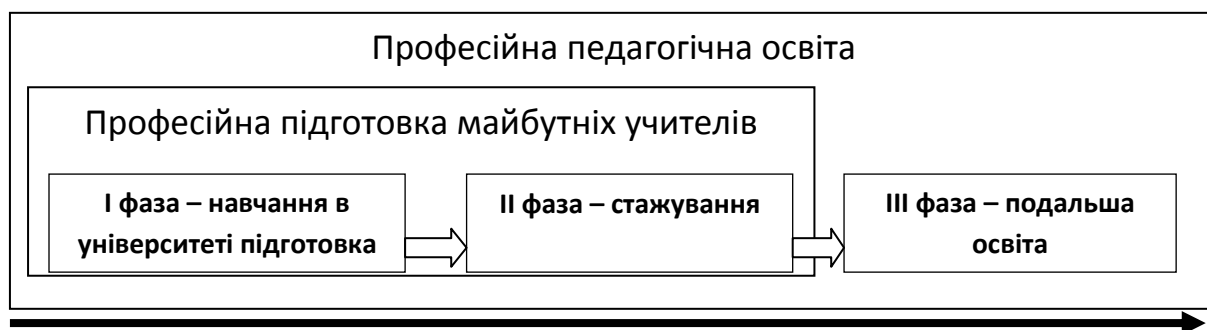 Професійна педагогічна освіта
Професійна підготовка майбутніх учителів
І фаза – навчання в
університеті підготовка
ІІ фаза – стажування
ІІІ фаза – подальша
освіта